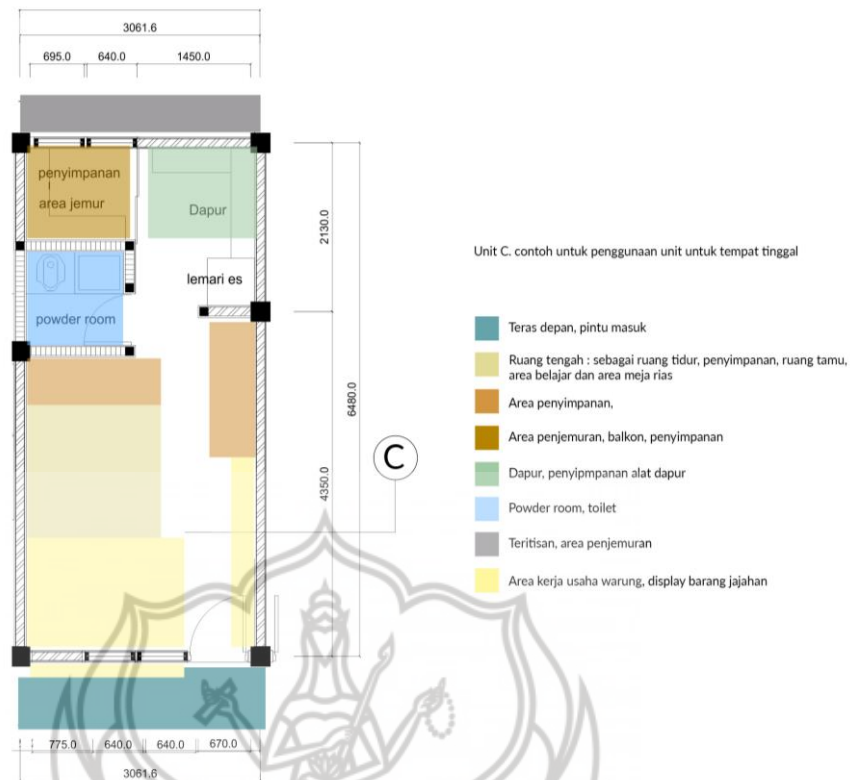 3061.6
695.0 640.0 1450.0
penyimpanan
area jemur
Dapur
2130.0
lemari es
powder room
6480.0
4350.0
C
775.0 640.0 640.0 670.0
3061.6
Unit C. contoh untuk penggunaan unit untuk tempat tinggal
Teras depan, pintu masuk
Ruang tengah : sebagai ruang tidur, penyimpanan, ruang tamu,
area belajar dan area meja rias
Area penyimpanan,
Area penjemuran, balkon, penyimpanan
Dapur, penyipmpanan alat dapur
Powder room, toilet
Teritisan, area penjemuran
Area kerja usaha warung, display barang jajahan